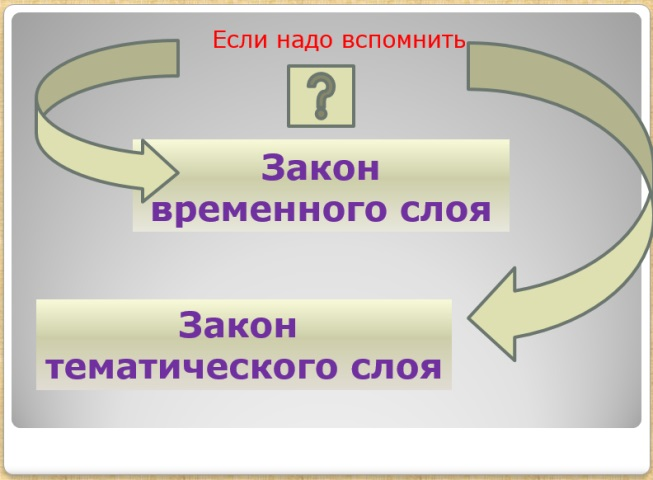 Если надо вспомнить
?
Закон
временного слоя
Закон
тематического слоя